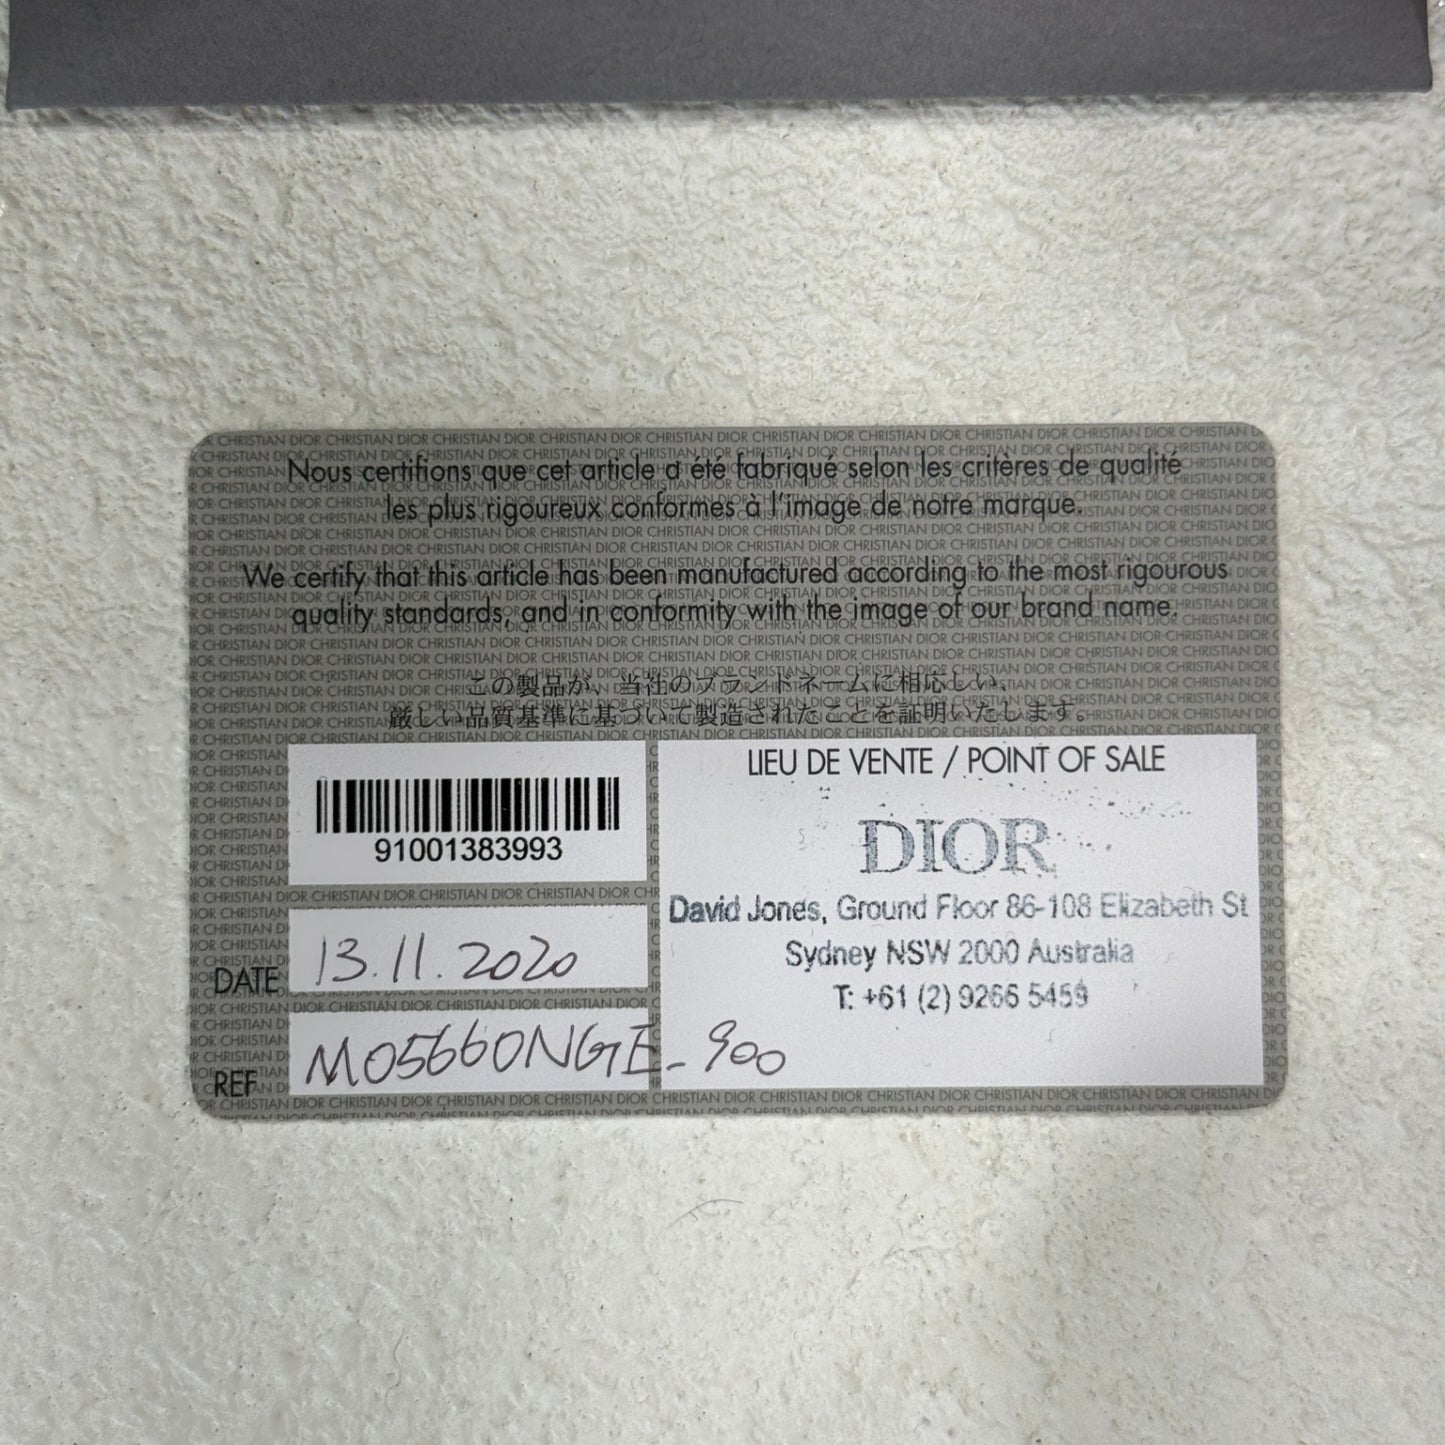 Nous certifions que cet article a été fabriqué selon les critères de qualité
les plus rigoureux conformes à l'image de notre marque.
We certify that this article has been manufactured according to the most rigourous
quality standards, and in conformity with the image of our brand name.
この製品が、当社のブランドネームに相応しい、
厳しい品質基準に基づいて製造されたことを証明いたします。
91001383993
DATE 13.11.2020
REF M05660NGE_900
LIEU DE VENTE / POINT OF SALE
DIOR
David Jones, Ground Floor 86-108 Elizabeth St
Sydney NSW 2000 Australia
T: +61 (2) 9266 5459